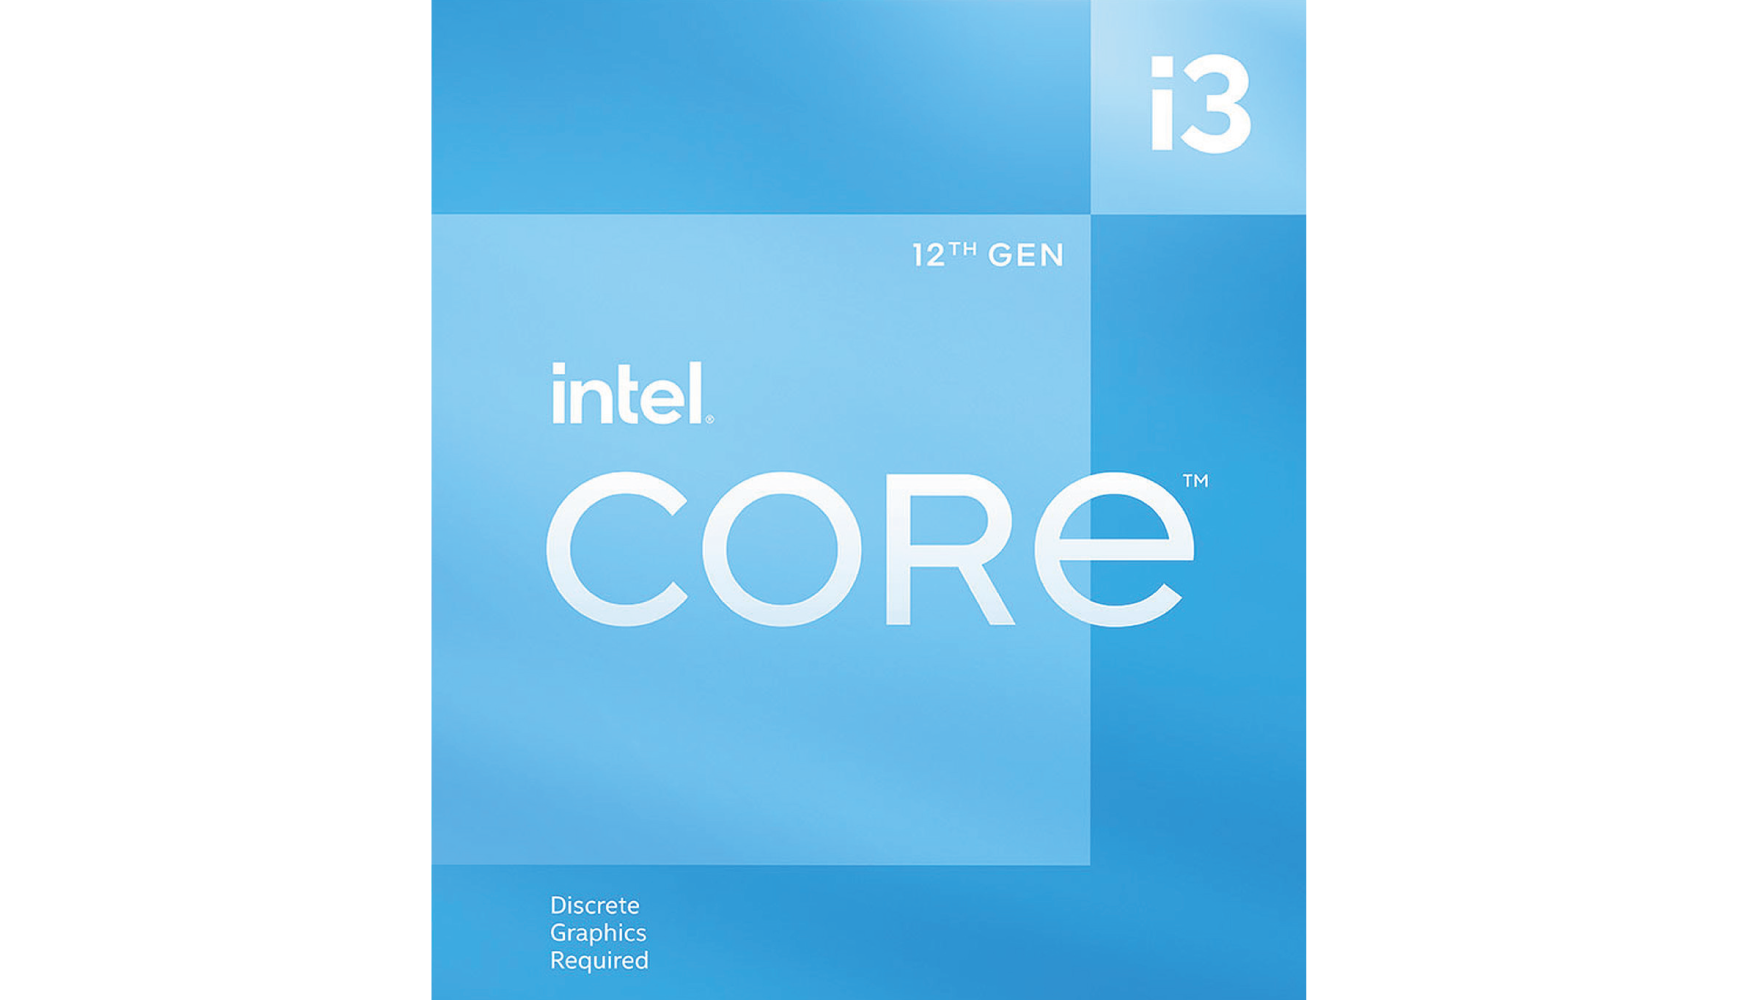 i3
12TH GEN
intel®
CORe™
Discrete
Graphics
Required